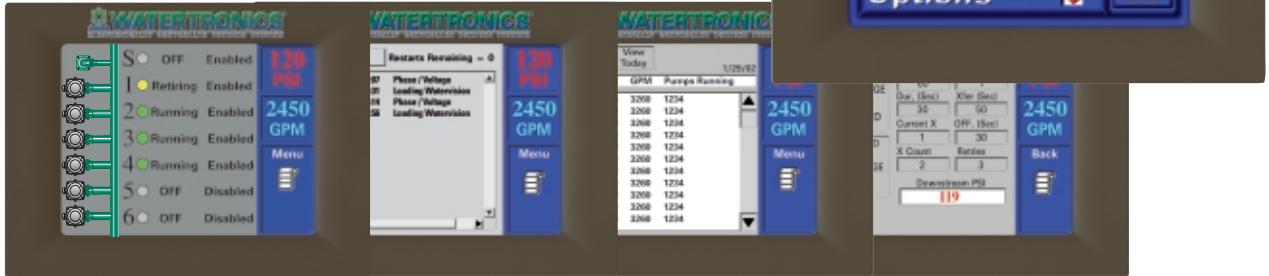 WATERTRONICS
S OFF Enabled
1 Retiring Enabled
2 Running Enabled
3 Running Enabled
4 Running Enabled
5 OFF Disabled
6 OFF Disabled
120
PSI
2450
GPM
Menu
WATERTRONICS
Restarts Remaining = 0
Phase / Voltage
Loading Watervision
Phase / Voltage
Loading Watervision
120
PSI
2450
GPM
Menu
WATERTRONICS
View
Today
1/29/02
GPM Pumps Running
3260 1234
3260 1234
3260 1234
3260 1234
3260 1234
3260 1234
3260 1234
3260 1234
3260 1234
3260 1234
3260 1234
2450
GPM
Menu
Options
Dur. (Sec) Xfer (Sec)
30 50
Current X OFF. (Sec)
1 30
X Count Retries
2 3
Downstream PSI
119
PSI
2450
GPM
Back